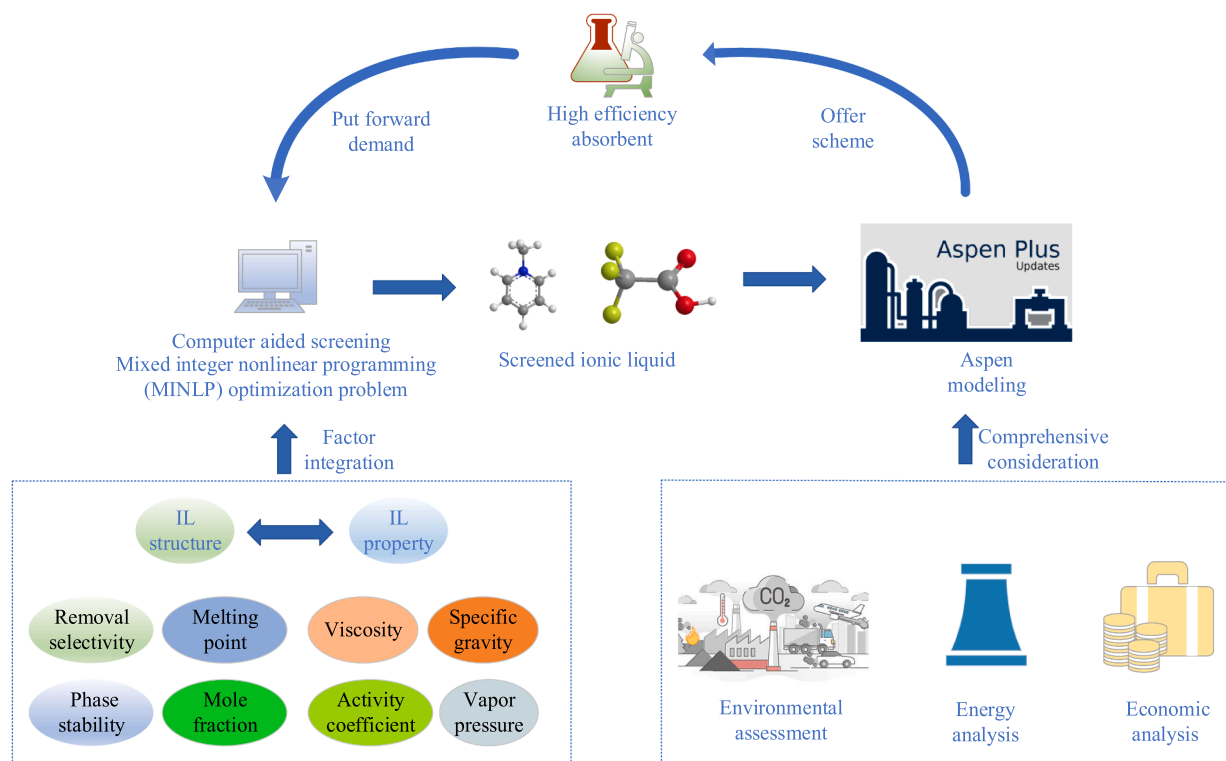 High efficiency
absorbent
Put forward
demand
Offer
scheme
Computer aided screening
Mixed integer nonlinear programming
(MINLP) optimization problem
Screened ionic liquid
Aspen Plus
Updates
Aspen
modeling
Factor
integration
Comprehensive
consideration
IL
structure
IL
property
Removal
selectivity
Melting
point
Viscosity
Specific
gravity
Phase
stability
Mole
fraction
Activity
coefficient
Vapor
pressure
CO2
Environmental
assessment
Energy
analysis
Economic
analysis